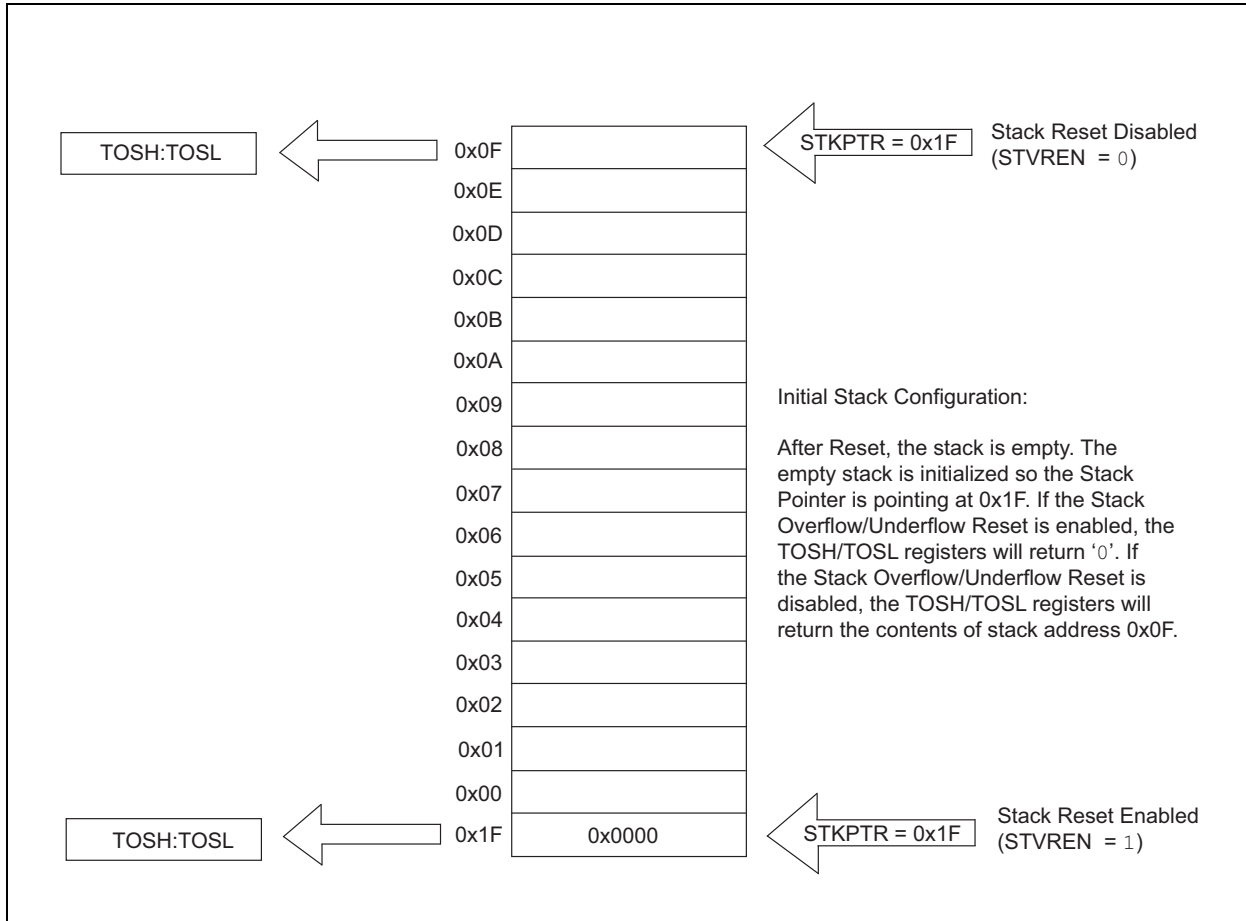 TOSH:TOSL
0x0F
STKPTR = 0x1F
Stack Reset Disabled
(STVREN = 0)
0x0E
0x0D
0x0C
0x0B
0x0A
0x09
0x08
0x07
0x06
0x05
0x04
0x03
0x02
0x01
0x00
Initial Stack Configuration:
After Reset, the stack is empty. The
empty stack is initialized so the Stack
Pointer is pointing at 0x1F. If the Stack
Overflow/Underflow Reset is enabled, the
TOSH/TOSL registers will return ‘0’. If
the Stack Overflow/Underflow Reset is
disabled, the TOSH/TOSL registers will
return the contents of stack address 0x0F.
TOSH:TOSL
0x1F
0x0000
STKPTR = 0x1F
Stack Reset Enabled
(STVREN = 1)